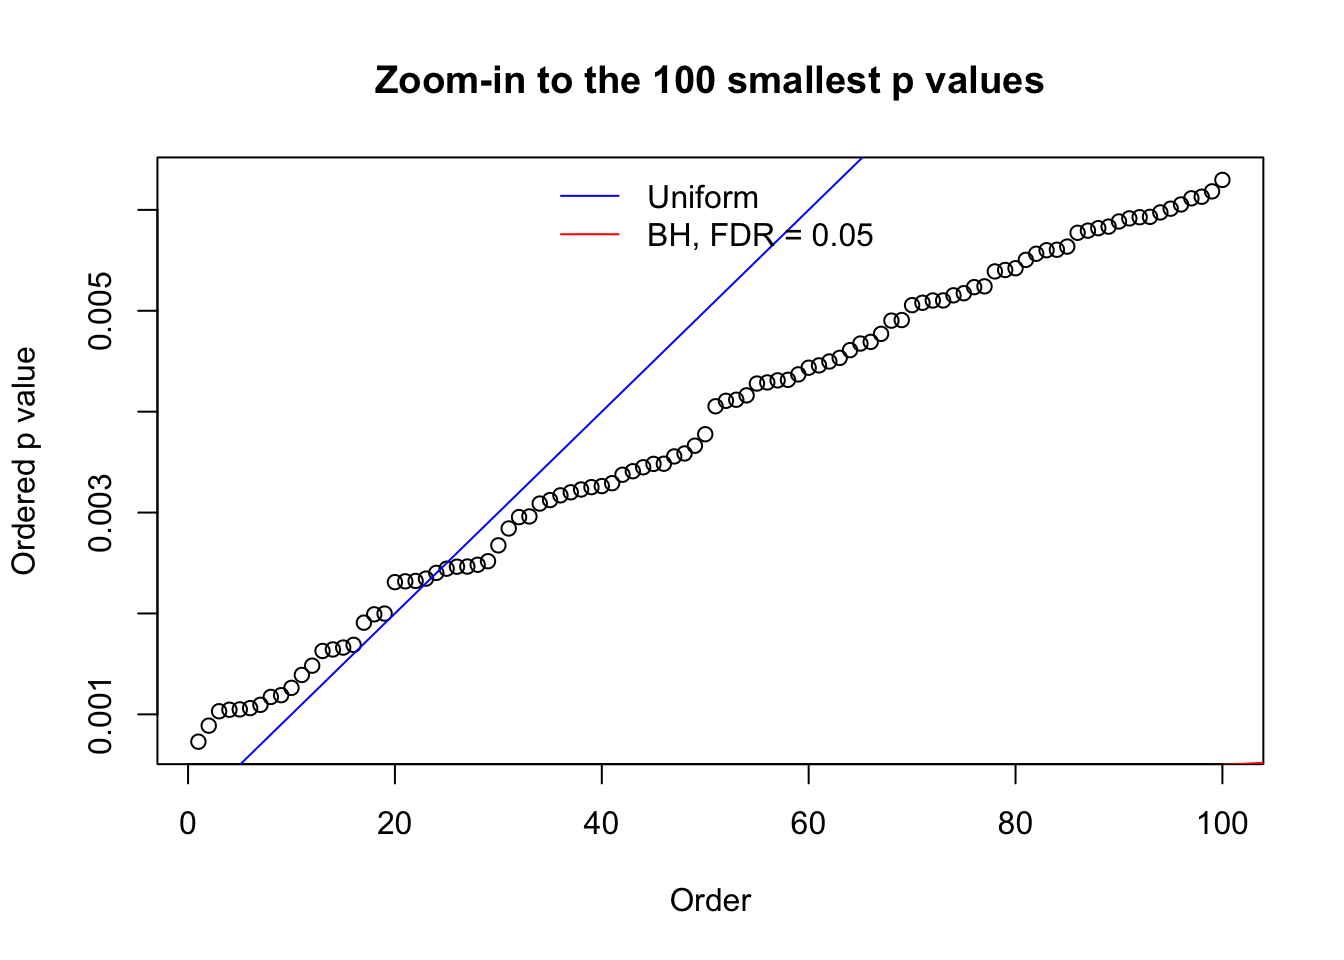 Zoom-in to the 100 smallest p values
Uniform
BH, FDR = 0.05
Ordered p value
0.005
0.003
0.001
0 20 40 60 80 100
Order